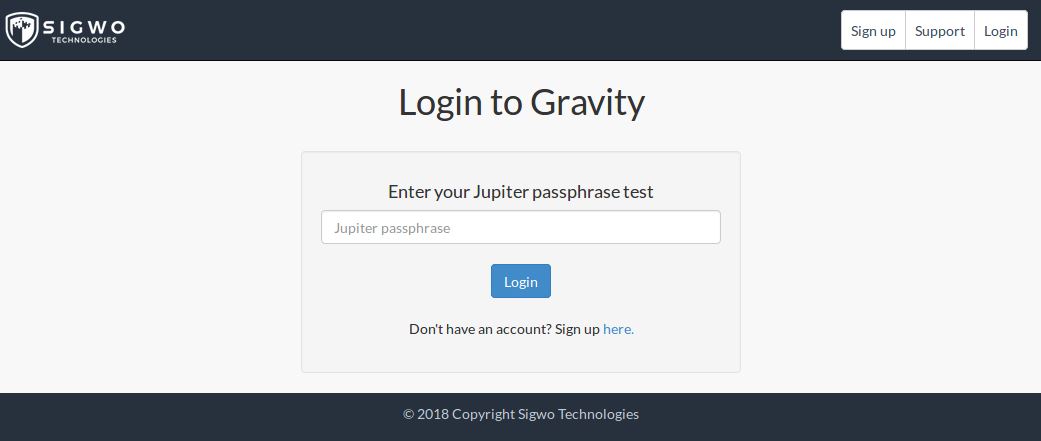 SIGWO
TECHNOLOGIES
Sign up Support Login
Login to Gravity
Enter your Jupiter passphrase test
Jupiter passphrase
Login
Don't have an account? Sign up here.
© 2018 Copyright Sigwo Technologies